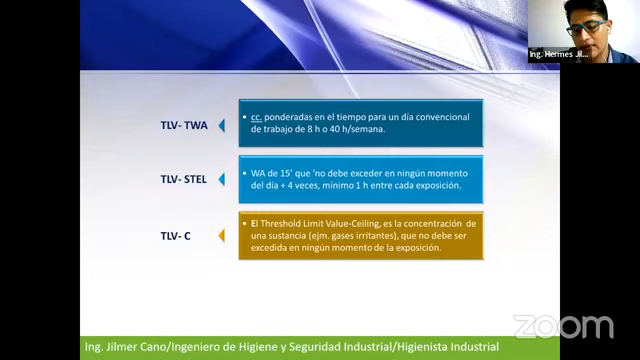 Ing. Hermes Jil...
TLV- TWA
• cc. ponderadas en el tiempo para un día convencional
de trabajo de 8 h o 40 h/semana.
TLV- STEL
• WA de 15’ que ‘no debe exceder en ningún momento
del día + 4 veces, mínimo 1 h entre cada exposición.
TLV- C
• El Threshold Limit Value-Ceiling, es la concentración de
una sustancia (ejm. gases irritantes), que no debe ser
excedida en ningún momento de la exposición.
zoom
Ing. Jilmer Cano/Ingeniero de Higiene y Seguridad Industrial/Higienista Industrial